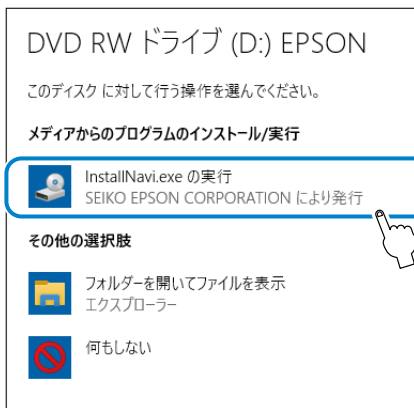 DVD RW ドライブ (D:) EPSON
このディスク に対して行う操作を選んでください。
メディアからのプログラムのインストール/実行
InstallNavi.exe の実行
SEIKO EPSON CORPORATION により発行
その他の選択肢
フォルダーを開いてファイルを表示
エクスプローラー
何もしない